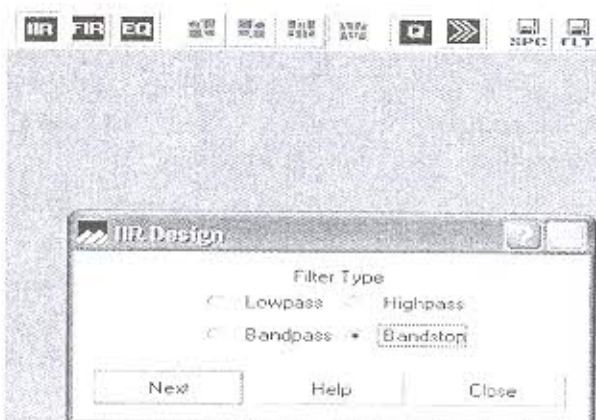 IIR FIR EQ Q SPC FLT
IIR Design
Filter Type
Lowpass Highpass
Bandpass Bandstop
Next Help Close